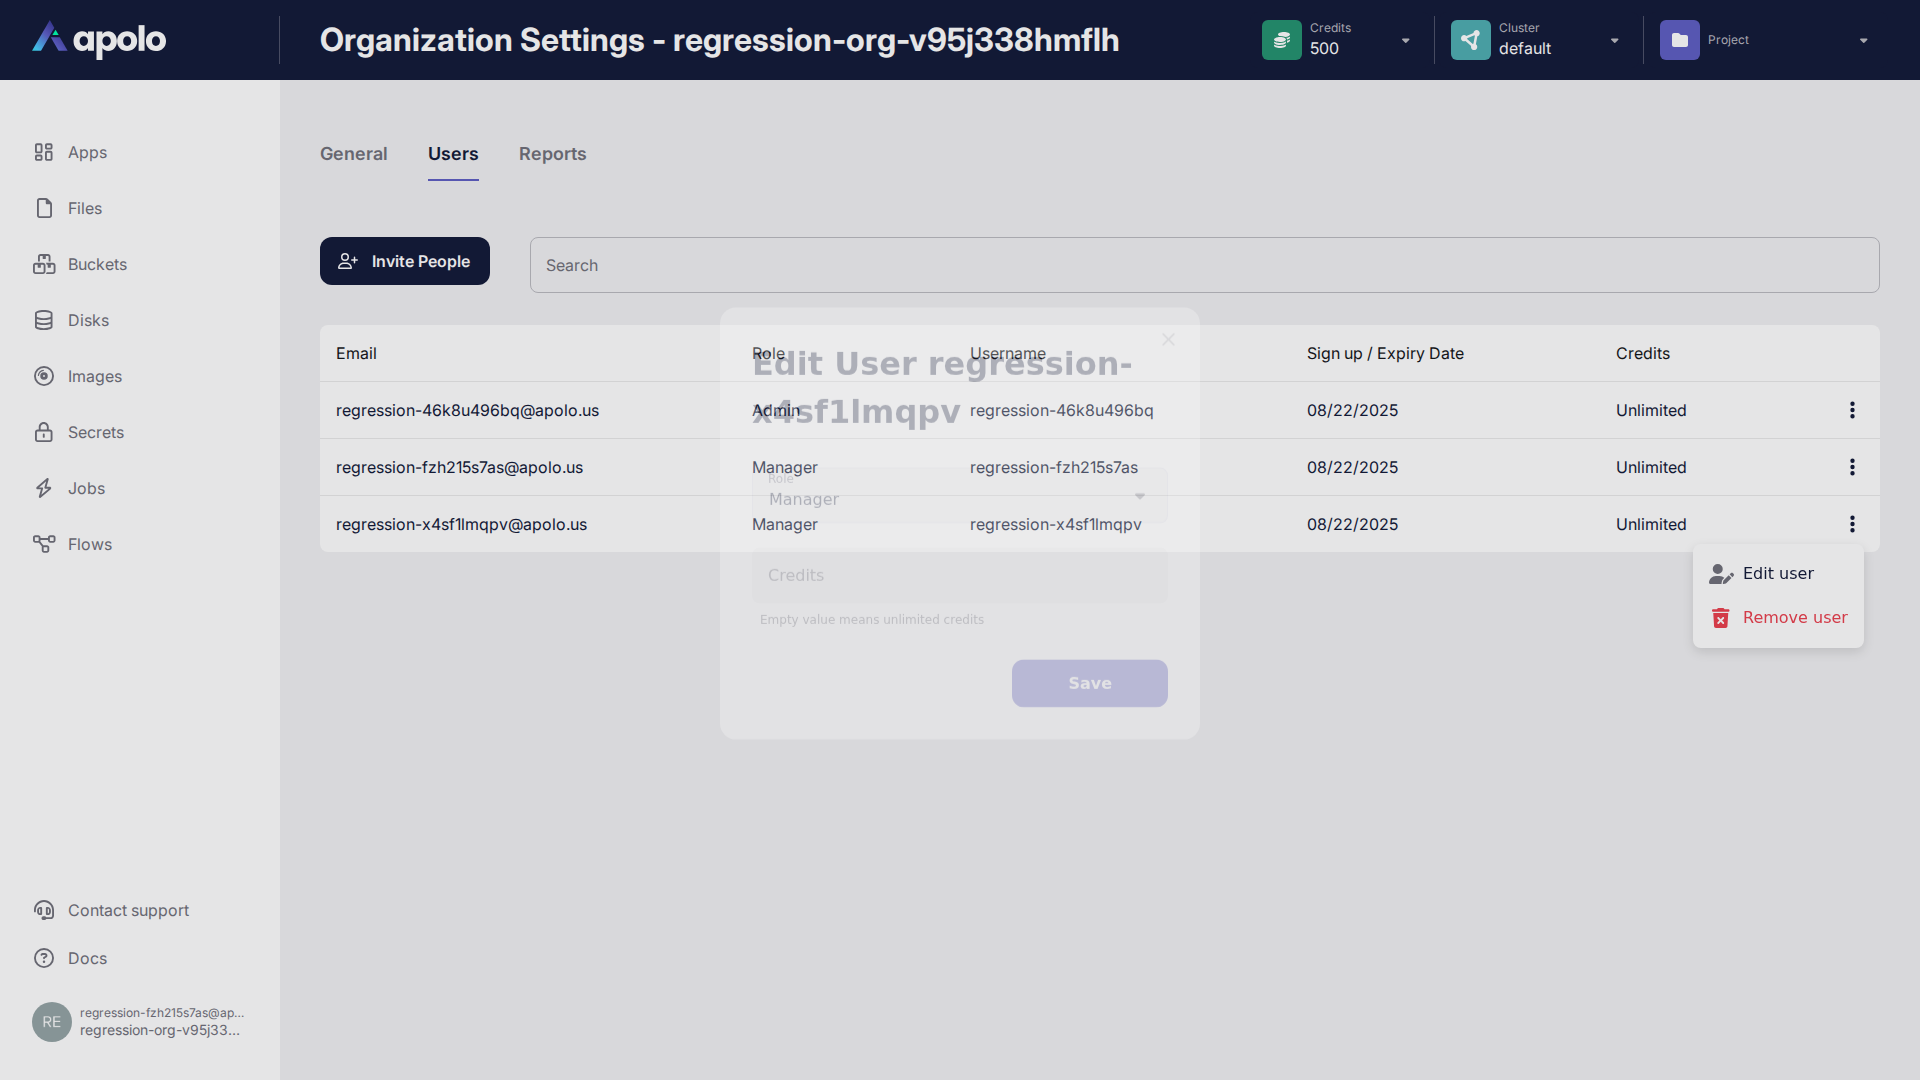 apolo
Organization Settings - regression-org-v95j338hmflh
Credits
500
Cluster
default
Project
Apps
Files
Buckets
Disks
Images
Secrets
Jobs
Flows
Contact support
Docs
RE
regression-fzh215s7as@ap...
regression-org-v95j33...
General Users Reports
Invite People
Search
Email Role Username Sign up / Expiry Date Credits
regression-46k8u496bq@apolo.us Admin regression-46k8u496bq 08/22/2025 Unlimited
regression-fzh215s7as@apolo.us Manager regression-fzh215s7as 08/22/2025 Unlimited
regression-x4sf1lmqpv@apolo.us Manager regression-x4sf1lmqpv 08/22/2025 Unlimited
Edit User regression-
x4sf1lmqpv
Role
Manager
Credits
Empty value means unlimited credits
Save
Edit user
Remove user